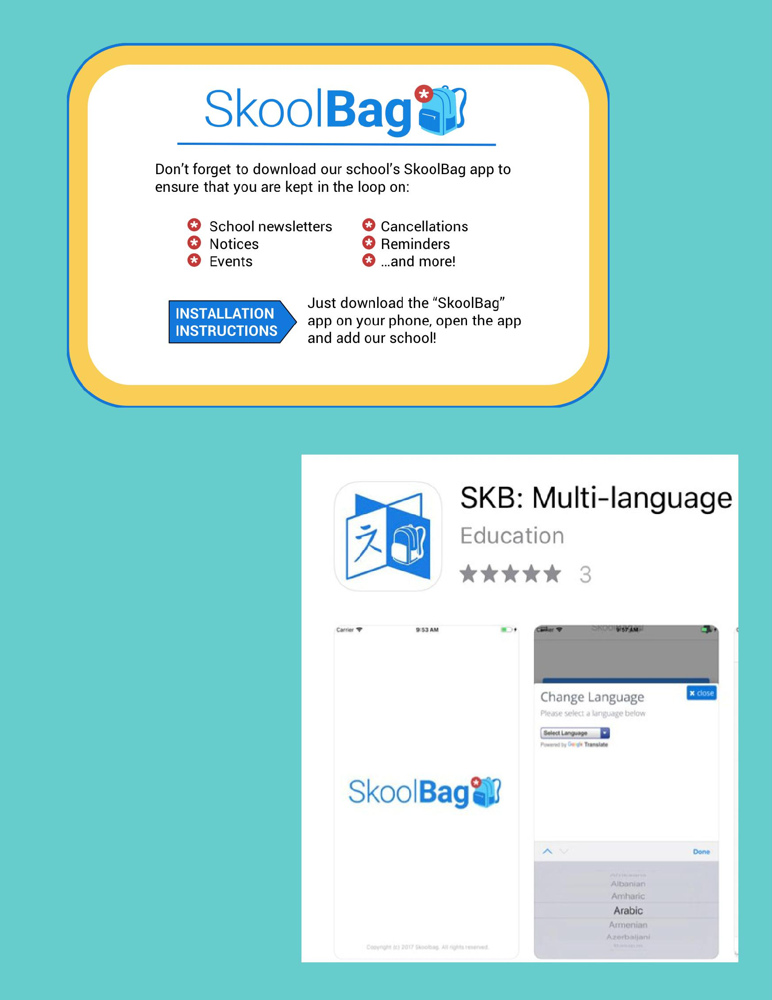 SkoolBag
Don’t forget to download our school’s SkoolBag app to
ensure that you are kept in the loop on:
School newsletters
Notices
Events
Cancellations
Reminders
...and more!
INSTALLATION
INSTRUCTIONS
Just download the “SkoolBag”
app on your phone, open the app
and add our school!
SKB: Multi-language
Education
3
Carrier 9:53 AM
SkoolBag
Copyright (c) 2017 Skoolbag. All rights reserved.
Carrier 9:57 AM
Change Language
x close
Please select a language below
Select Language
Powered by Google Translate
Done
Albanian
Amharic
Arabic
Armenian
Azerbaijani